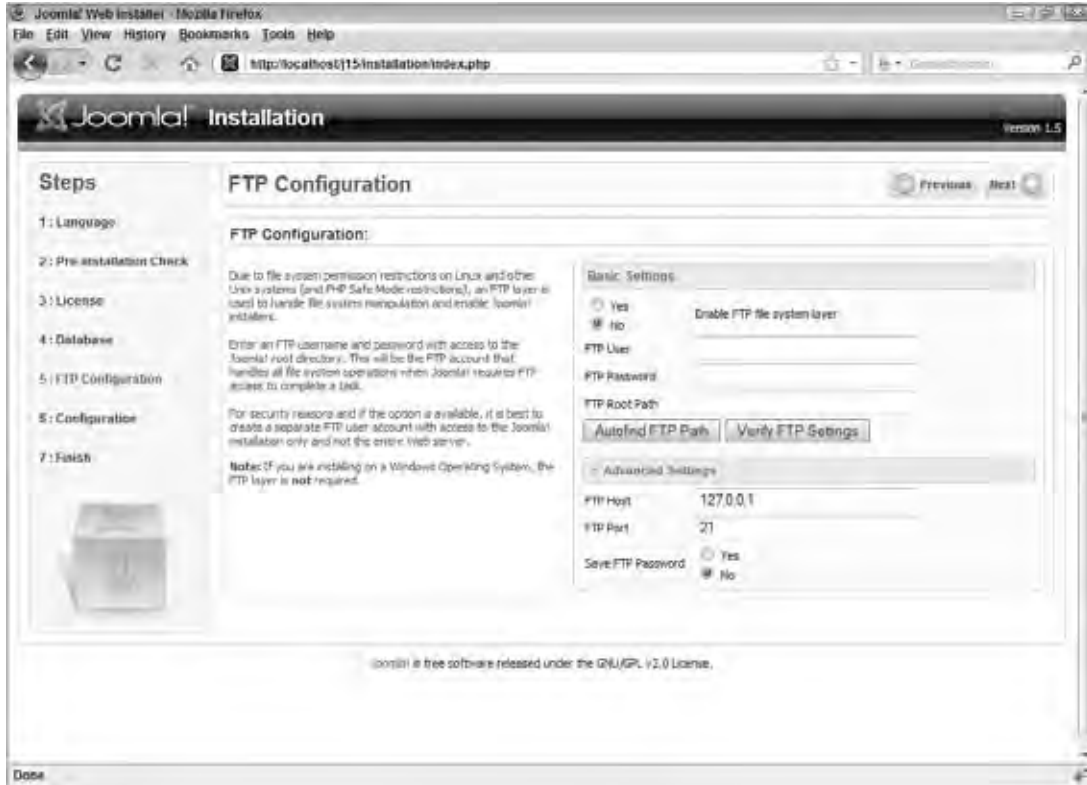 Joomla! Web Installer - Mozilla Firefox
File Edit View History Bookmarks Tools Help
http://localhost/j15/installation/index.php
Joomla! Installation
Version 1.5
Steps
1 : Language
2 : Pre-installation Check
3 : License
4 : Database
5 : FTP Configuration
6 : Configuration
7 : Finish
FTP Configuration
Previous Next
FTP Configuration:
Due to file system permission restrictions on Linux and other
Unix systems (and PHP Safe Mode restrictions), an FTP layer is
used to handle file system manipulation and enable Joomla!
installers.
Enter an FTP username and password with access to the
Joomla! root directory. This will be the FTP account that
handles all file system operations when Joomla! requires FTP
access to complete a task.
For security reasons and if the option is available, it is best to
create a separate FTP user account with access to the Joomla!
installation only and not the entire Web server.
Note: If you are installing on a Windows Operating System, the
FTP layer is not required.
Basic Settings
Yes
No
Enable FTP file system layer
FTP User
FTP Password
FTP Root Path
Autofind FTP Path Verify FTP Settings
Advanced Settings
FTP Host 127.0.0.1
FTP Port 21
Save FTP Password
Yes
No
Joomla! is free software released under the GNU/GPL v2.0 License.
Done